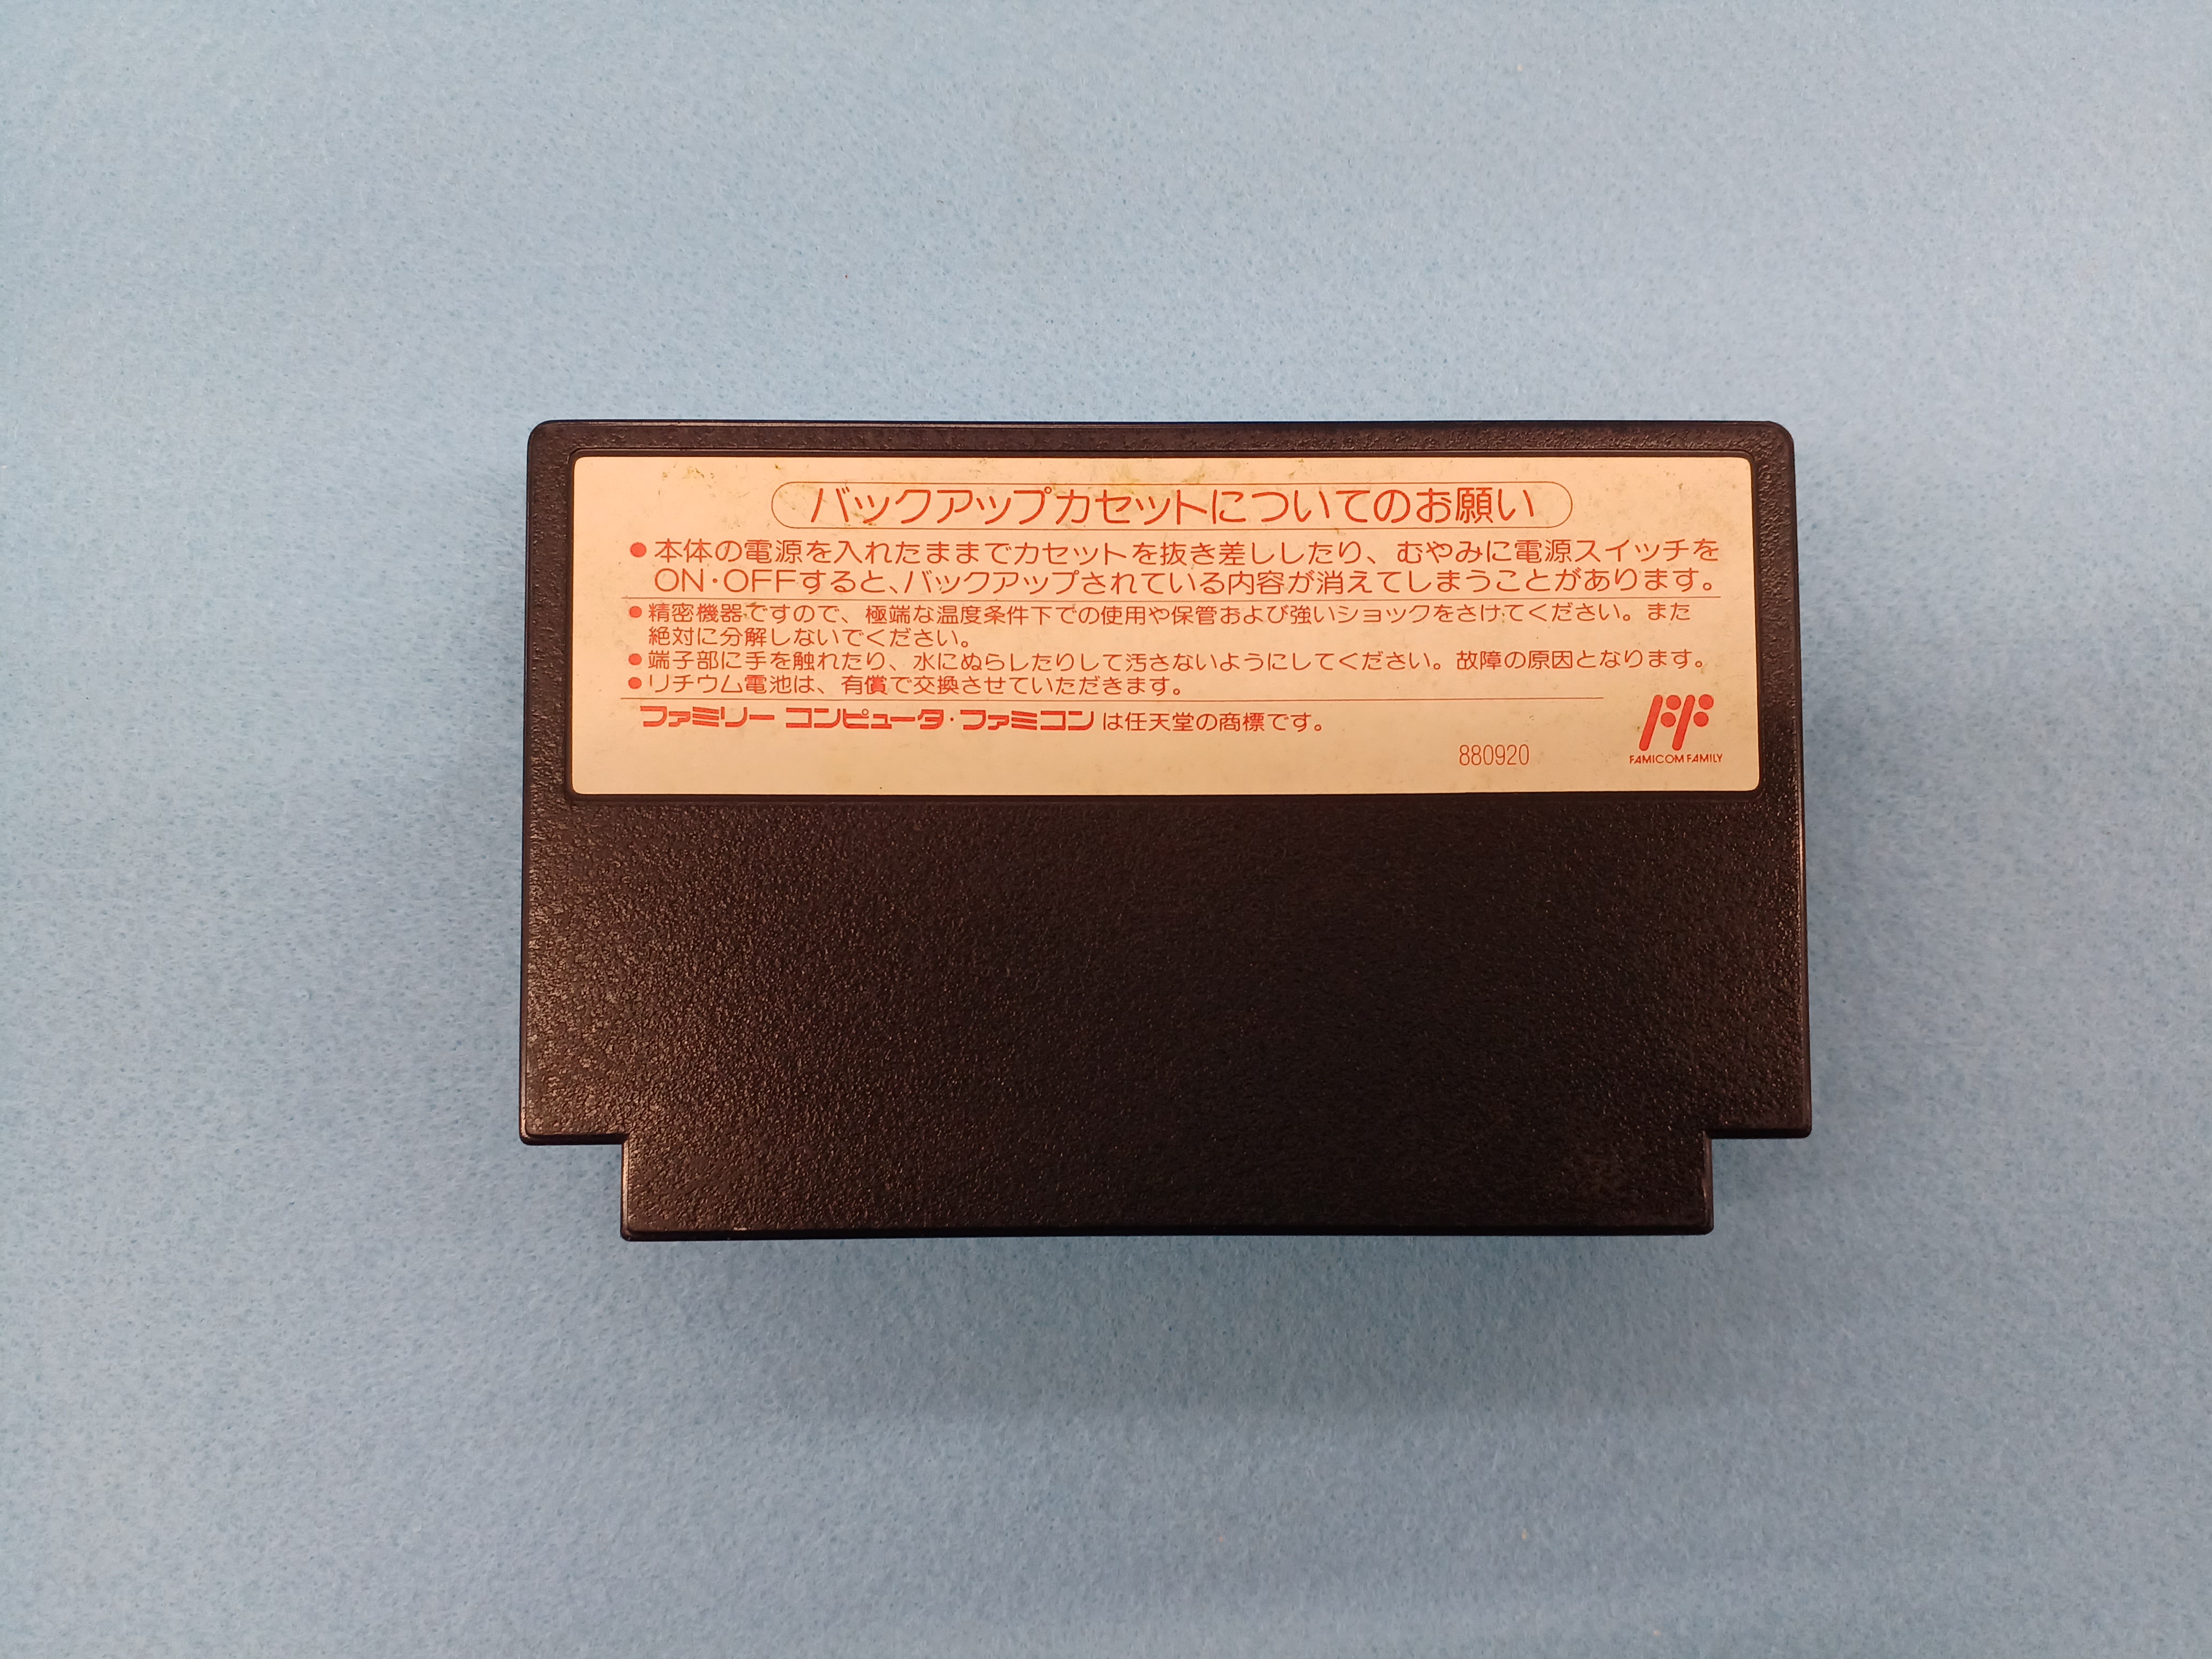 バックアップカセットについてのお願い
●本体の電源を入れたままでカセットを抜き差ししたり、むやみに電源スイッチを
ON・OFFすると、バックアップされている内容が消えてしまうことがあります。
●精密機器ですので、極端な温度条件下での使用や保管および強いショックをさけてください。また
絶対に分解しないでください。
●端子部に手を触れたり、水にぬらしたりして汚さないようにしてください。故障の原因となります。
●リチウム電池は、有償で交換させていただきます。
ファミリー コンピュータ・ファミコンは任天堂の商標です。
880920
FAMICOM FAMILY